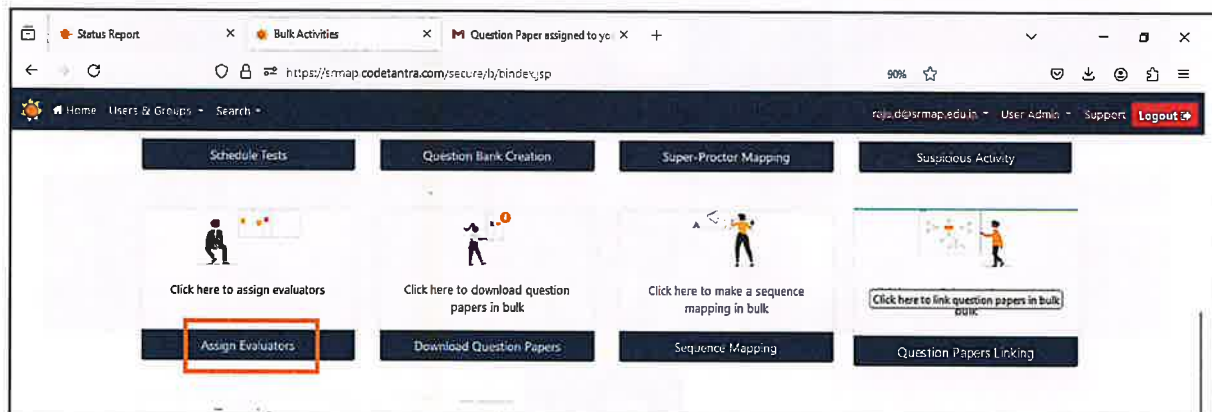 Status Report
Bulk Activities
Question Paper assigned to yo
https://srmap.codetantra.com/secure/b/bindex.jsp
90%
Home Users & Groups Search
raju.d@srmap.edu.in User Admin Support Logout
Schedule Tests Question Bank Creation Super-Proctor Mapping Suspicious Activity
Click here to assign evaluators
Click here to download question
papers in bulk
Click here to make a sequence
mapping in bulk
Click here to link question papers in bulk
bulk
Assign Evaluators Download Question Papers Sequence Mapping Question Papers Linking